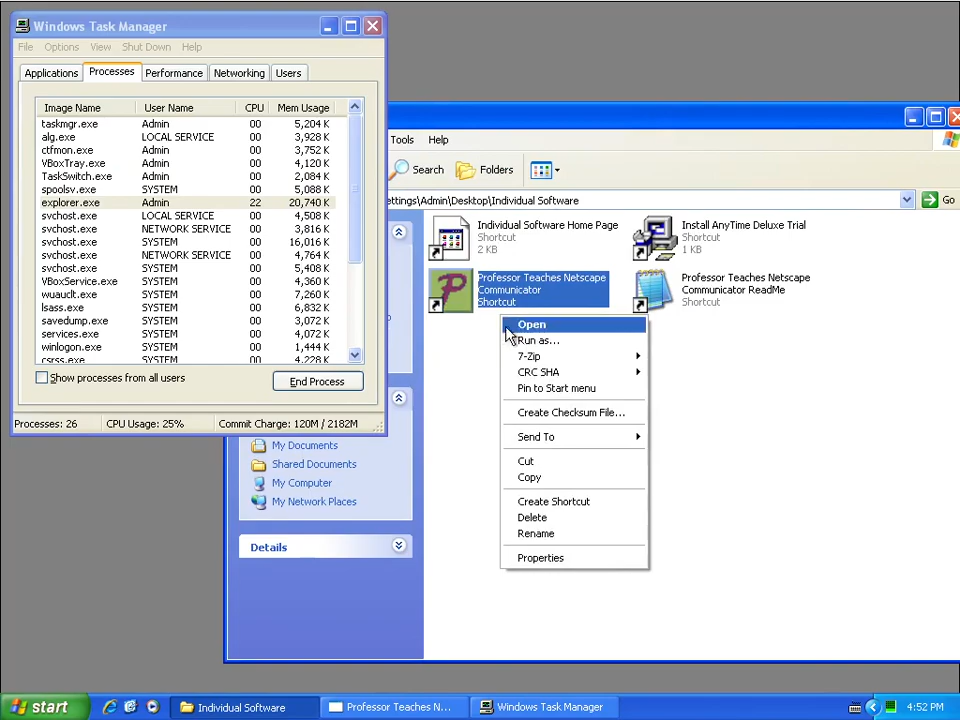 Windows Task Manager
File Options View Shut Down Help
Applications Processes Performance Networking Users
Image Name User Name CPU Mem Usage
taskmgr.exe Admin 00 5,204 K
alg.exe LOCAL SERVICE 00 3,928 K
ctfmon.exe Admin 00 3,752 K
VBoxTray.exe Admin 00 4,120 K
TaskSwitch.exe Admin 00 2,084 K
spoolsv.exe SYSTEM 00 5,088 K
explorer.exe Admin 22 20,740 K
svchost.exe LOCAL SERVICE 00 4,508 K
svchost.exe NETWORK SERVICE 00 3,816 K
svchost.exe SYSTEM 00 16,016 K
svchost.exe NETWORK SERVICE 00 4,764 K
svchost.exe SYSTEM 00 5,408 K
VBoxService.exe SYSTEM 00 4,360 K
wuauclt.exe SYSTEM 00 7,260 K
lsass.exe SYSTEM 00 6,832 K
savedump.exe SYSTEM 00 3,072 K
services.exe SYSTEM 00 4,072 K
winlogon.exe SYSTEM 00 1,444 K
csrss.exe SYSTEM 00 4,228 K
Show processes from all users
End Process
Processes: 26 CPU Usage: 25% Commit Charge: 120M / 2182M
Tools Help
Search Folders
ettings\Admin\Desktop\Individual Software Go
Individual Software Home Page
Shortcut
2 KB
Install AnyTime Deluxe Trial
Shortcut
1 KB
Professor Teaches Netscape
Communicator
Shortcut
Professor Teaches Netscape
Communicator ReadMe
Shortcut
Open
Run as...
7-Zip
CRC SHA
Pin to Start menu
Create Checksum File...
Send To
Cut
Copy
Create Shortcut
Delete
Rename
Properties
My Documents
Shared Documents
My Computer
My Network Places
Details
start Individual Software Professor Teaches N... Windows Task Manager 4:52 PM